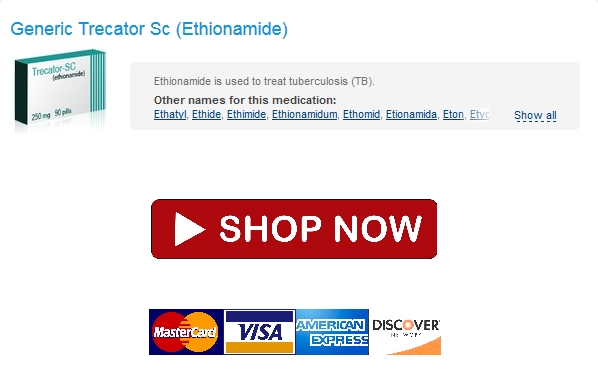 Generic Trecator Sc (Ethionamide)
Trecator-SC
(ethionamide)
250 mg 90 pills
Ethionamide is used to treat tuberculosis (TB).
Other names for this medication:
Ethatyl, Ethide, Ethimide, Ethionamidum, Ethomid, Etionamida, Eton,
Show all
SHOP NOW
MasterCard
VISA
AMERICAN EXPRESS
DISCOVER
NETWORK